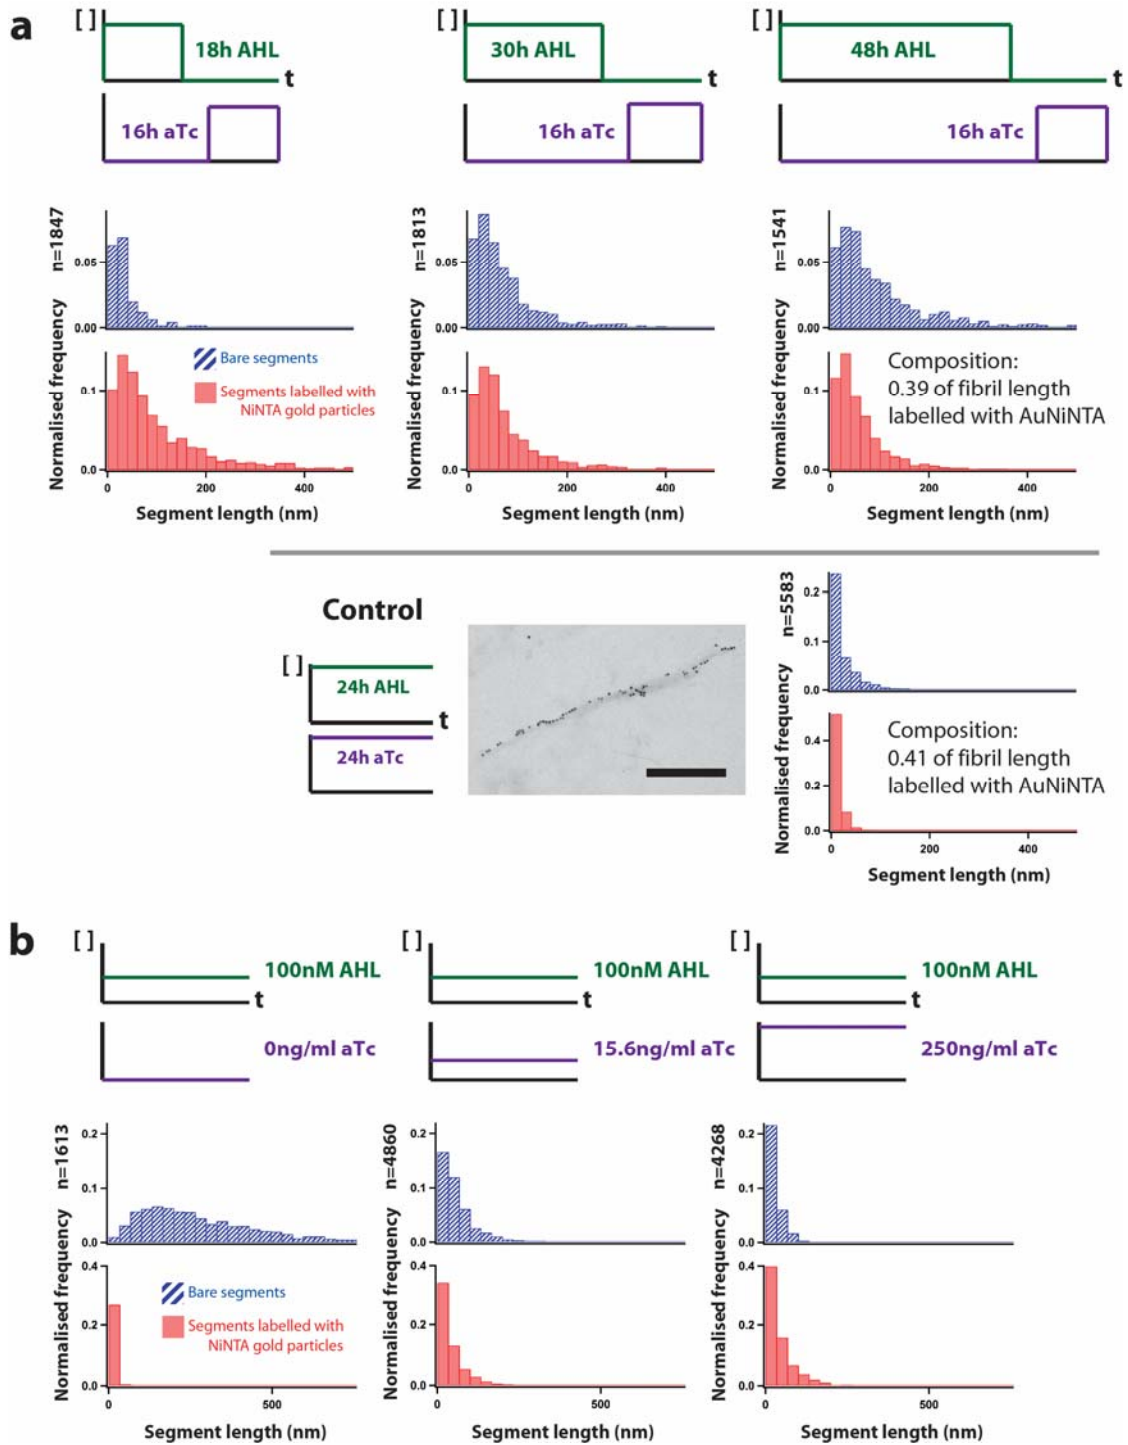 a
[ ]
18h AHL
t
16h aTc
30h AHL
16h aTc
48h AHL
t
16h aTc
n=1847
0.05
0.00
Normalised frequency
0.1
0.0
Bare segments
Segments labelled with
NiNTA gold particles
0
200
400
Segment length (nm)
n=1813
0.05
0.00
Normalised frequency
0.1
0.0
0
200
400
Segment length (nm)
n=1541
0.05
0.00
Normalised frequency
0.1
0.0
Composition:
0.39 of fibril length
labelled with AuNiNTA
0
200
400
Segment length (nm)
Control
[ ]
24h AHL
t
24h aTc
n=5583
0.2
0.1
0.0
Normalised frequency
0.4
0.2
0.0
Composition:
0.41 of fibril length
labelled with AuNiNTA
0
200
400
Segment length (nm)
b
[ ]
100nM AHL
t
0ng/ml aTc
[ ]
100nM AHL
t
15.6ng/ml aTc
[ ]
100nM AHL
t
250ng/ml aTc
n=1613
0.2
0.1
0.0
Normalised frequency
0.4
0.2
0.0
Bare segments
Segments labelled with
NiNTA gold particles
0
500
Segment length (nm)
n=4860
0.2
0.1
0.0
Normalised frequency
0.4
0.2
0.0
0
500
Segment length (nm)
n=4268
0.2
0.1
0.0
Normalised frequency
0.4
0.2
0.0
0
500
Segment length (nm)